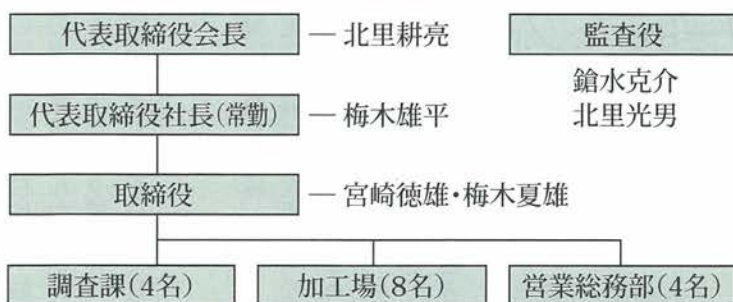 代表取締役会長 ― 北里耕亮
代表取締役社長(常勤) ― 梅木雄平
取締役 ― 宮崎徳雄・梅木夏雄
監査役
鎗水克介
北里光男
調査課(4名)
加工場(8名)
営業総務部(4名)